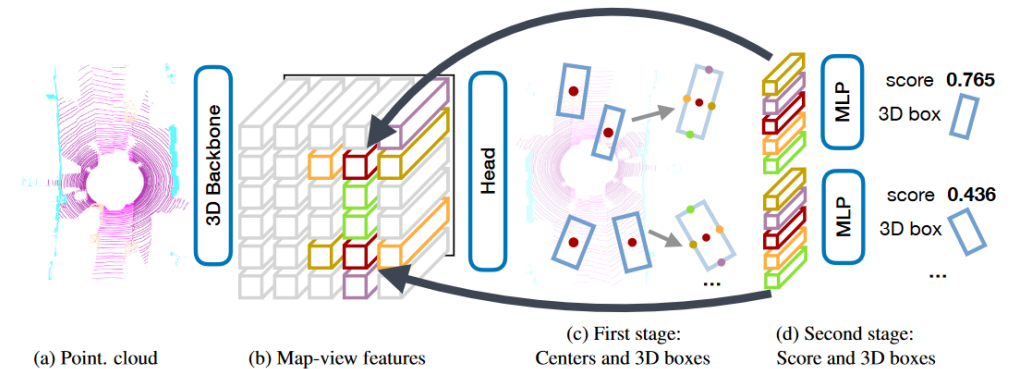 3D Backbone
Head
MLP
score 0.765
3D box
MLP
score 0.436
3D box
...
...
(a) Point. cloud
(b) Map-view features
(c) First stage:
Centers and 3D boxes
(d) Second stage:
Score and 3D boxes